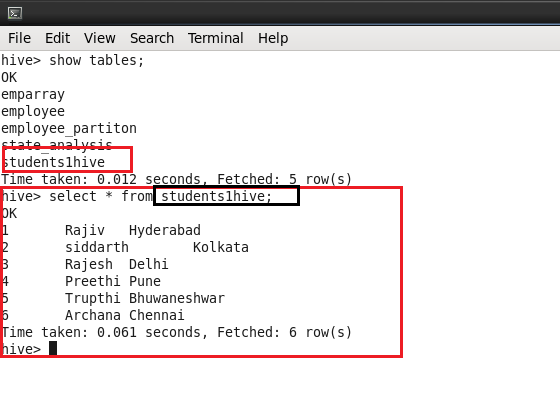 File Edit View Search Terminal Help
hive> show tables;
OK
emparray
employee
employee_partiton
state_analysis
students1hive
Time taken: 0.012 seconds, Fetched: 5 row(s)
hive> select * from students1hive;
OK
1 Rajiv Hyderabad
2 siddarth Kolkata
3 Rajesh Delhi
4 Preethi Pune
5 Trupthi Bhuwaneshwar
6 Archana Chennai
Time taken: 0.061 seconds, Fetched: 6 row(s)
hive>